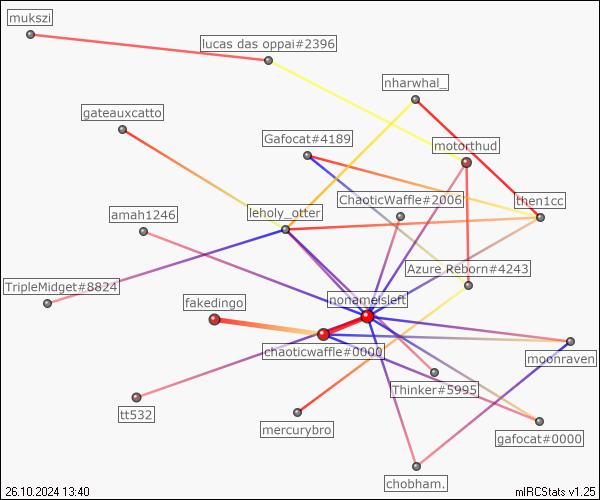 mukszi
lucas das oppai#2396
nharwhal_
gateauxcatto
Gafocat#4189
motorthud
ChaoticWaffle#2006
then1cc
amah1246
leholy_otter
Azure Reborn#4243
TripleMidget#8824
fakedingo
nonameisleft
chaoticwaffle#0000
moonraven
Thinker#5995
tt532
mercurybro
gafocat#0000
chobham.
26.10.2024 13:40
mIRCStats v1.25